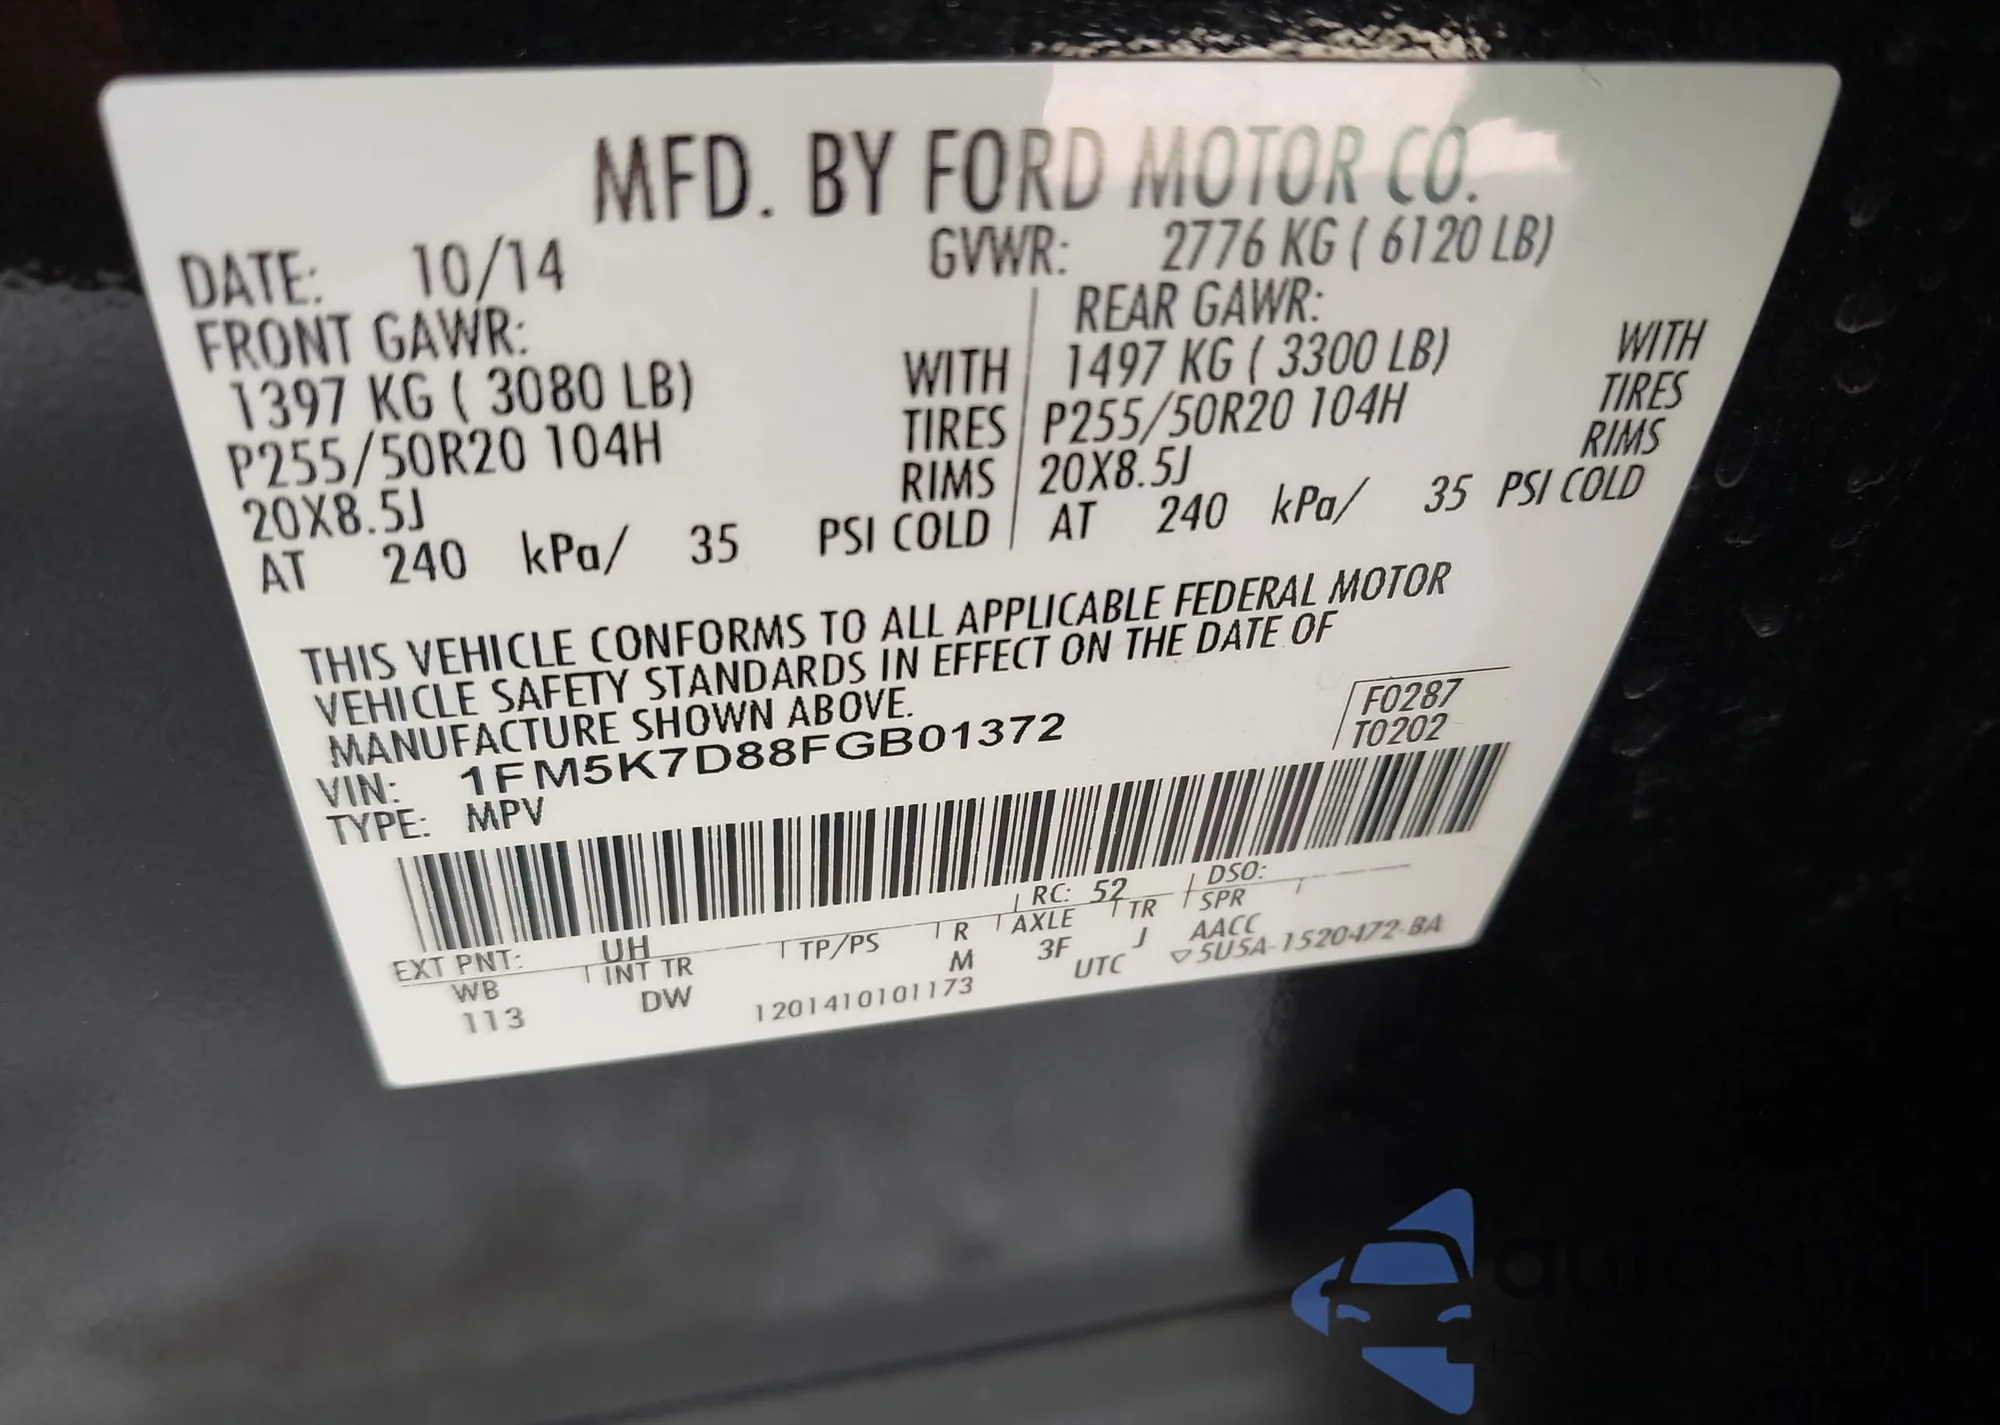 MFD. BY FORD MOTOR CO.
DATE: 10/14 GVWR: 2776 KG ( 6120 LB)
FRONT GAWR: REAR GAWR:
1397 KG ( 3080 LB) WITH 1497 KG ( 3300 LB) WITH
P255/50R20 104H TIRES P255/50R20 104H TIRES
20X8.5J RIMS 20X8.5J RIMS
AT 240 kPa/ 35 PSI COLD AT 240 kPa/ 35 PSI COLD
THIS VEHICLE CONFORMS TO ALL APPLICABLE FEDERAL MOTOR
VEHICLE SAFETY STANDARDS IN EFFECT ON THE DATE OF
MANUFACTURE SHOWN ABOVE.
F0287
T0202
VIN: 1FM5K7D88FGB01372
TYPE: MPV
EXT PNT: UH RC: 52 DSO:
WB INT TR TP/PS R AXLE TR SPR
113 DW M 3F J AACC
1201410101173 UTC ▽5U5A-1520472-BA